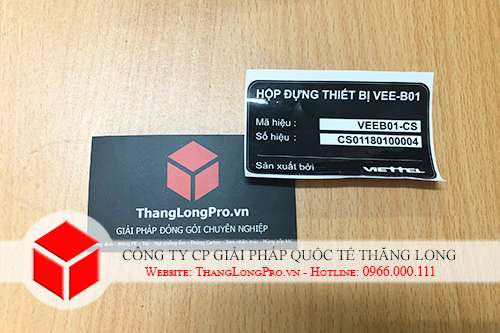 HỘP ĐỰNG THIẾT BỊ VEE-B01
Mã hiệu : VEEB01-CS
Số hiệu : CS01180100004
Sản xuất bởi VIETTEL
ThangLongPro.vn
GIẢI PHÁP ĐÓNG GÓI CHUYÊN NGHIỆP
CÔNG TY CP GIẢI PHÁP QUỐC TẾ THĂNG LONG
Website: ThangLongPro.vn - Hotline: 0966.000.111